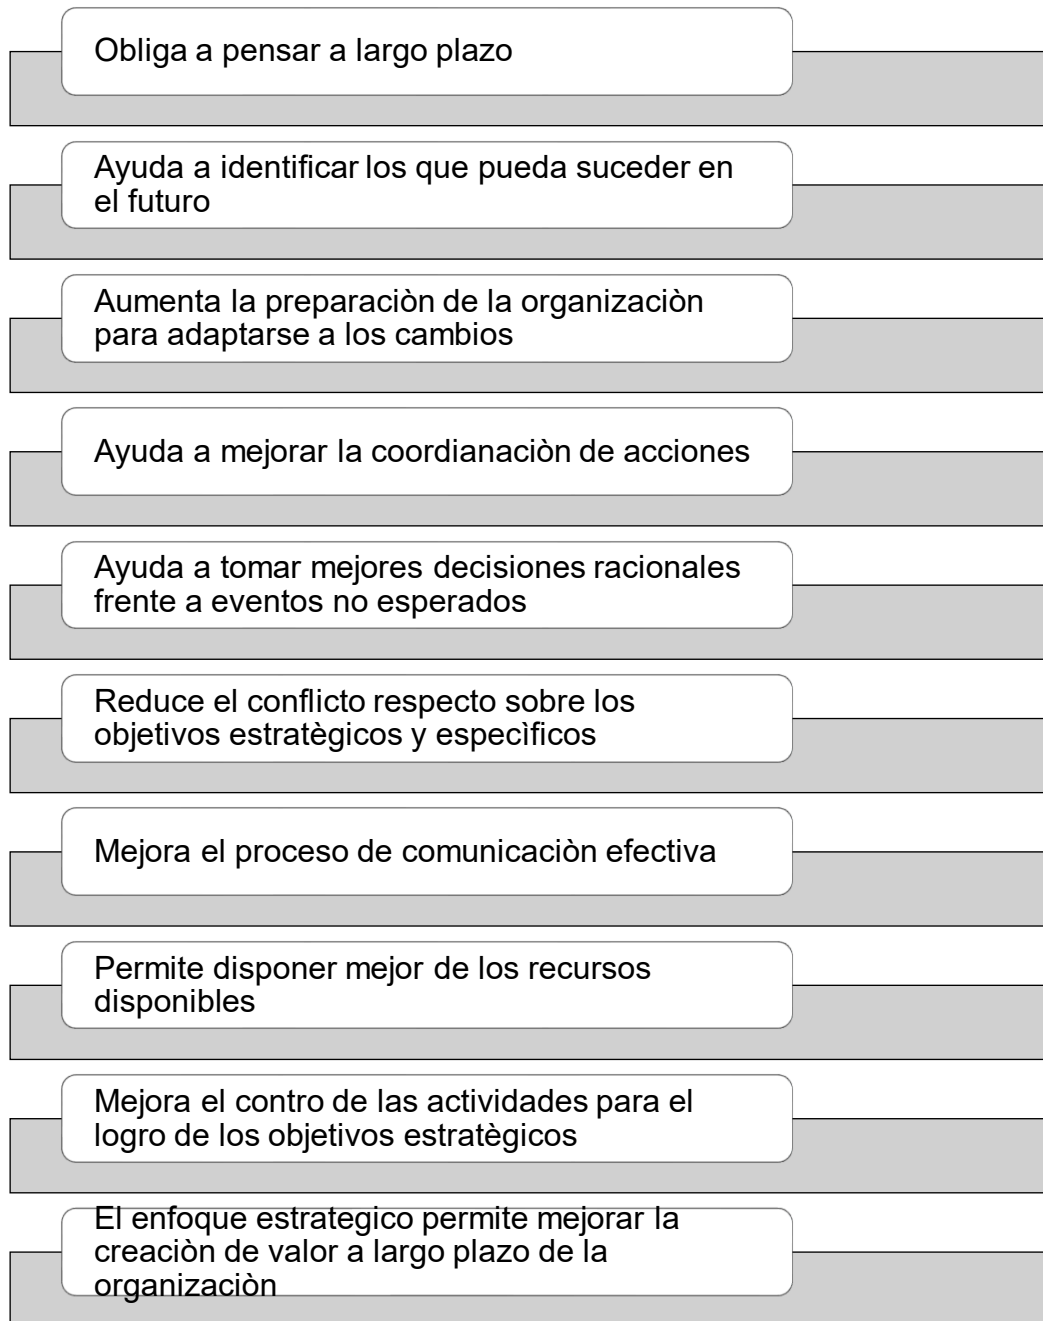 Obliga a pensar a largo plazo
Ayuda a identificar los que pueda suceder en
el futuro
Aumenta la preparaciòn de la organizaciòn
para adaptarse a los cambios
Ayuda a mejorar la coordianaciòn de acciones
Ayuda a tomar mejores decisiones racionales
frente a eventos no esperados
Reduce el conflicto respecto sobre los
objetivos estratègicos y especìficos
Mejora el proceso de comunicaciòn efectiva
Permite disponer mejor de los recursos
disponibles
Mejora el contro de las actividades para el
logro de los objetivos estratègicos
El enfoque estrategico permite mejorar la
creaciòn de valor a largo plazo de la
organizaciòn